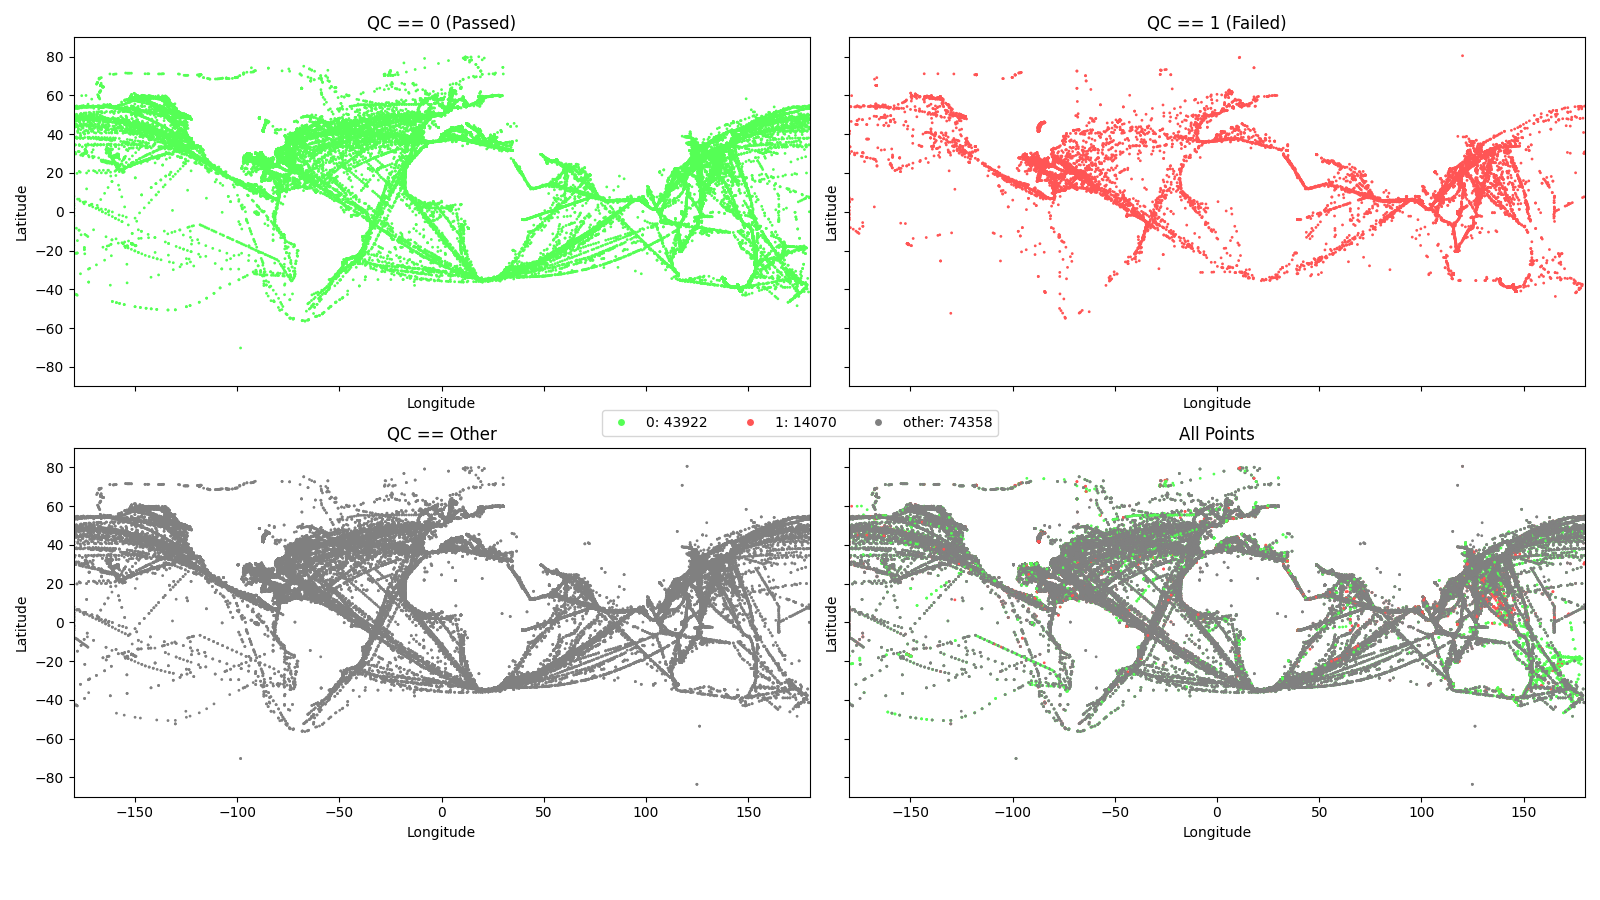 QC == 0 (Passed)
QC == 1 (Failed)
80
60
40
20
0
−20
−40
−60
−80
Latitude
Latitude
Longitude
Longitude
0: 43922
1: 14070
other: 74358
QC == Other
All Points
80
60
40
20
0
−20
−40
−60
−80
Latitude
Latitude
−150
−100
−50
0
50
100
150
−150
−100
−50
0
50
100
150
Longitude
Longitude